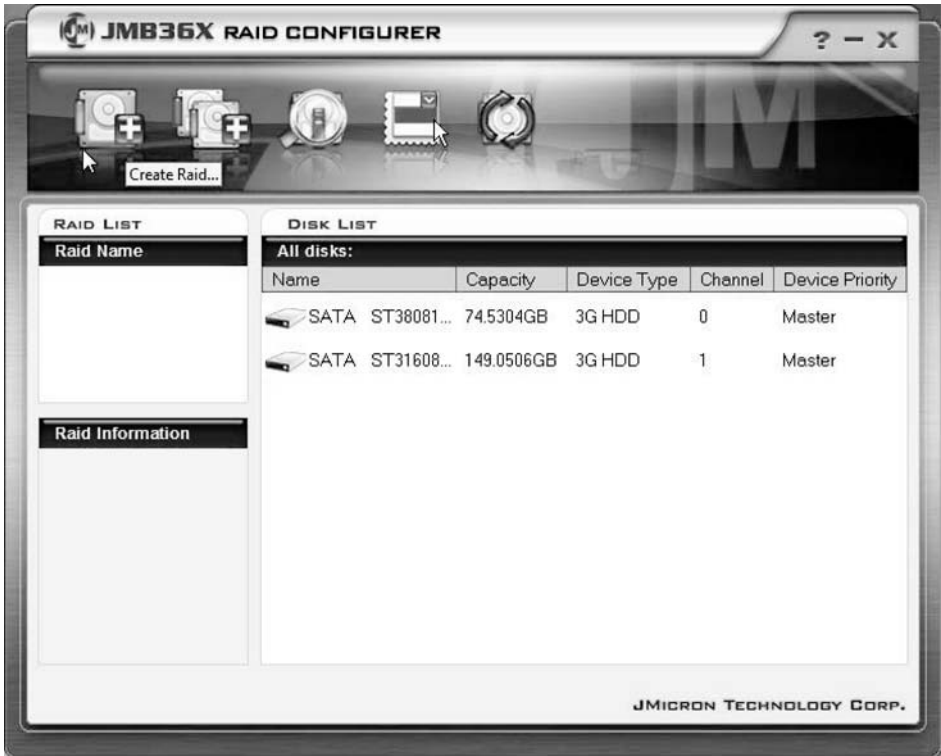 JM JMB36X RAID CONFIGURER
? — X
Create Raid...
JM
RAID LIST
Raid Name
Raid Information
DISK LIST
All disks:
Name Capacity Device Type Channel Device Priority
SATA ST38081... 74.5304GB 3G HDD 0 Master
SATA ST31608... 149.0506GB 3G HDD 1 Master
JMICRON TECHNOLOGY CORP.